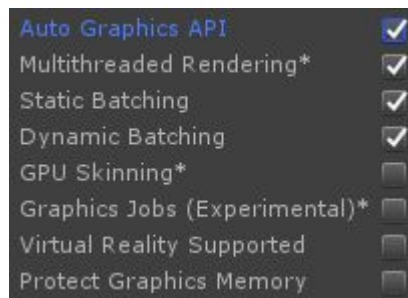 Auto Graphics API
Multithreaded Rendering*
Static Batching
Dynamic Batching
GPU Skinning*
Graphics Jobs (Experimental)*
Virtual Reality Supported
Protect Graphics Memory